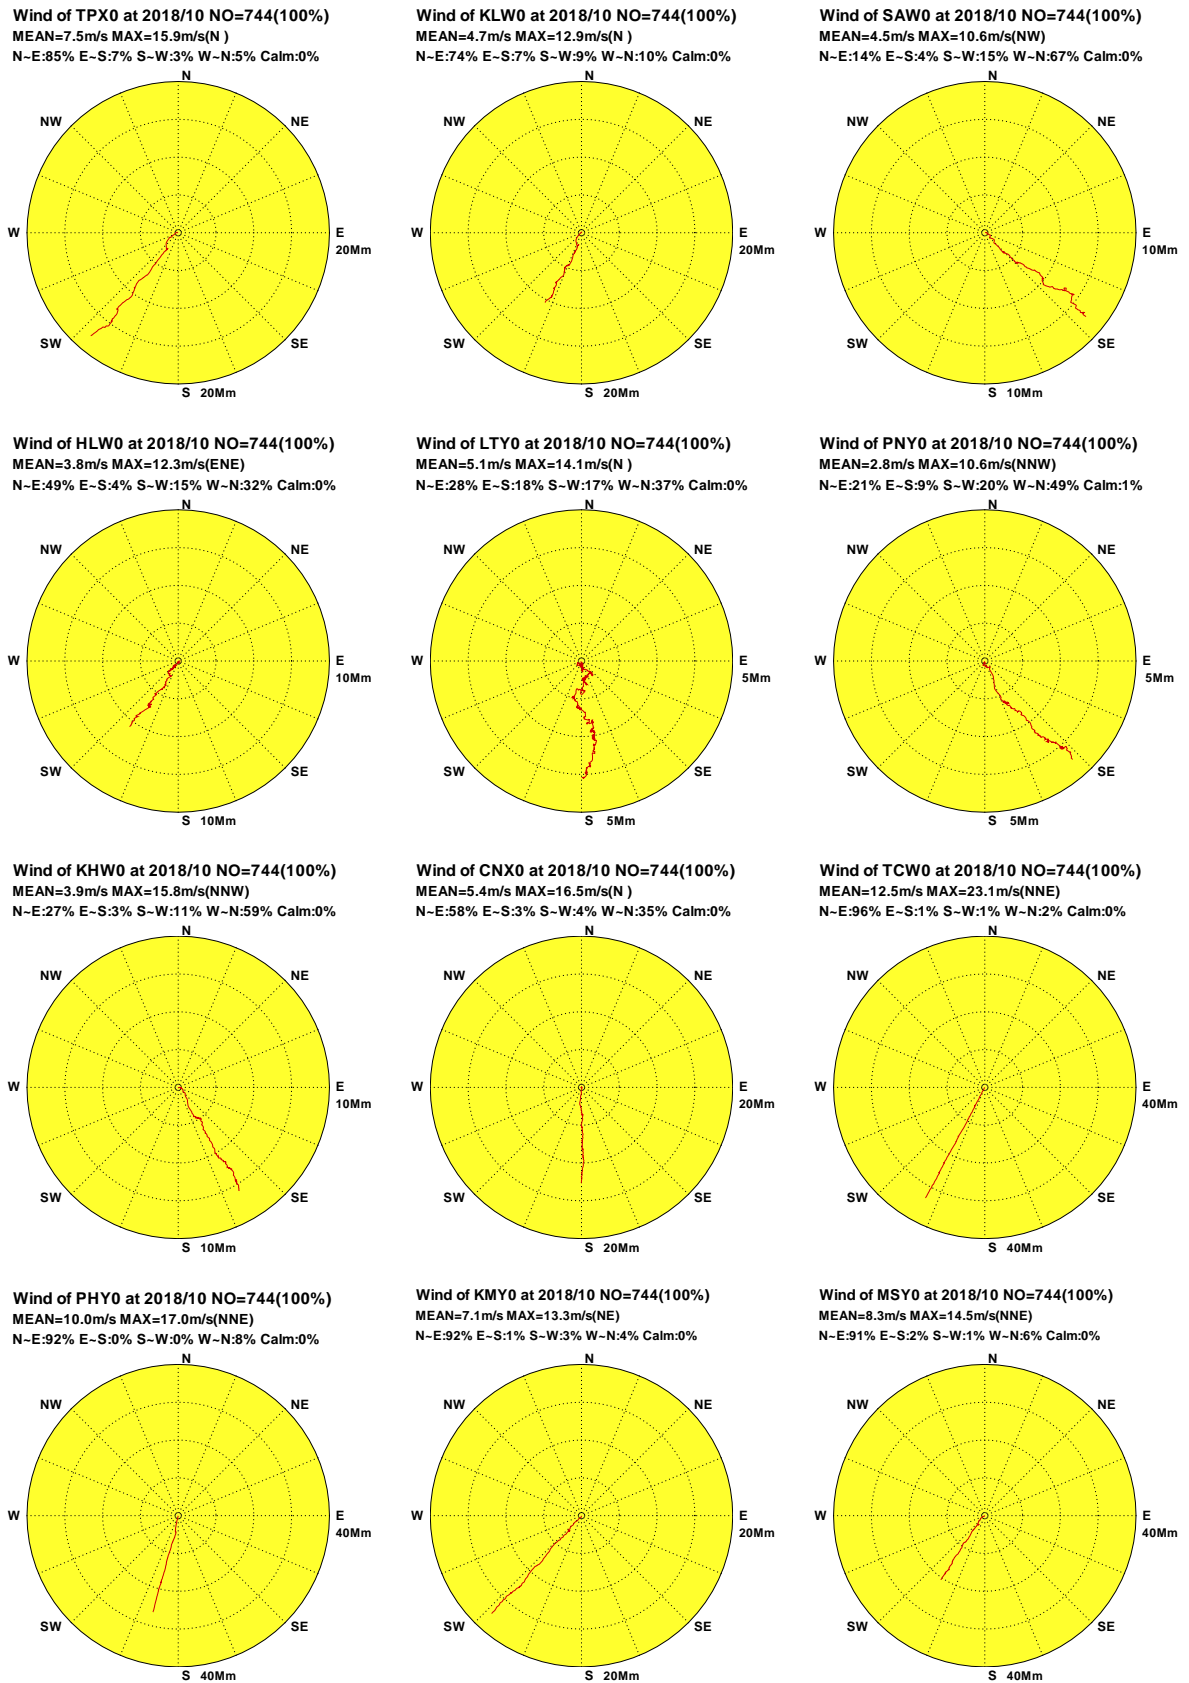 Wind of TPX0 at 2018/10 NO=744(100%)
MEAN=7.5m/s MAX=15.9m/s(N )
N~E:85% E~S:7% S~W:3% W~N:5% Calm:0%
N
NW
NE
W
E
20Mm
SW
SE
S 20Mm
Wind of KLW0 at 2018/10 NO=744(100%)
MEAN=4.7m/s MAX=12.9m/s(N )
N~E:74% E~S:7% S~W:9% W~N:10% Calm:0%
N
NW
NE
W
E
20Mm
SW
SE
S 20Mm
Wind of SAW0 at 2018/10 NO=744(100%)
MEAN=4.5m/s MAX=10.6m/s(NW)
N~E:14% E~S:4% S~W:15% W~N:67% Calm:0%
N
NW
NE
W
E
10Mm
SW
SE
S 10Mm
Wind of HLW0 at 2018/10 NO=744(100%)
MEAN=3.8m/s MAX=12.3m/s(ENE)
N~E:49% E~S:4% S~W:15% W~N:32% Calm:0%
N
NW
NE
W
E
10Mm
SW
SE
S 10Mm
Wind of LTY0 at 2018/10 NO=744(100%)
MEAN=5.1m/s MAX=14.1m/s(N )
N~E:28% E~S:18% S~W:17% W~N:37% Calm:0%
N
NW
NE
W
E
5Mm
SW
SE
S 5Mm
Wind of PNY0 at 2018/10 NO=744(100%)
MEAN=2.8m/s MAX=10.6m/s(NNW)
N~E:21% E~S:9% S~W:20% W~N:49% Calm:1%
N
NW
NE
W
E
5Mm
SW
SE
S 5Mm
Wind of KHW0 at 2018/10 NO=744(100%)
MEAN=3.9m/s MAX=15.8m/s(NNW)
N~E:27% E~S:3% S~W:11% W~N:59% Calm:0%
N
NW
NE
W
E
10Mm
SW
SE
S 10Mm
Wind of CNX0 at 2018/10 NO=744(100%)
MEAN=5.4m/s MAX=16.5m/s(N )
N~E:58% E~S:3% S~W:4% W~N:35% Calm:0%
N
NW
NE
W
E
20Mm
SW
SE
S 20Mm
Wind of TCW0 at 2018/10 NO=744(100%)
MEAN=12.5m/s MAX=23.1m/s(NNE)
N~E:96% E~S:1% S~W:1% W~N:2% Calm:0%
N
NW
NE
W
E
40Mm
SW
SE
S 40Mm
Wind of PHY0 at 2018/10 NO=744(100%)
MEAN=10.0m/s MAX=17.0m/s(NNE)
N~E:92% E~S:0% S~W:0% W~N:8% Calm:0%
N
NW
NE
W
E
40Mm
SW
SE
S 40Mm
Wind of KMY0 at 2018/10 NO=744(100%)
MEAN=7.1m/s MAX=13.3m/s(NE)
N~E:92% E~S:1% S~W:3% W~N:4% Calm:0%
N
NW
NE
W
E
20Mm
SW
SE
S 20Mm
Wind of MSY0 at 2018/10 NO=744(100%)
MEAN=8.3m/s MAX=14.5m/s(NNE)
N~E:91% E~S:2% S~W:1% W~N:6% Calm:0%
N
NW
NE
W
E
40Mm
SW
SE
S 40Mm